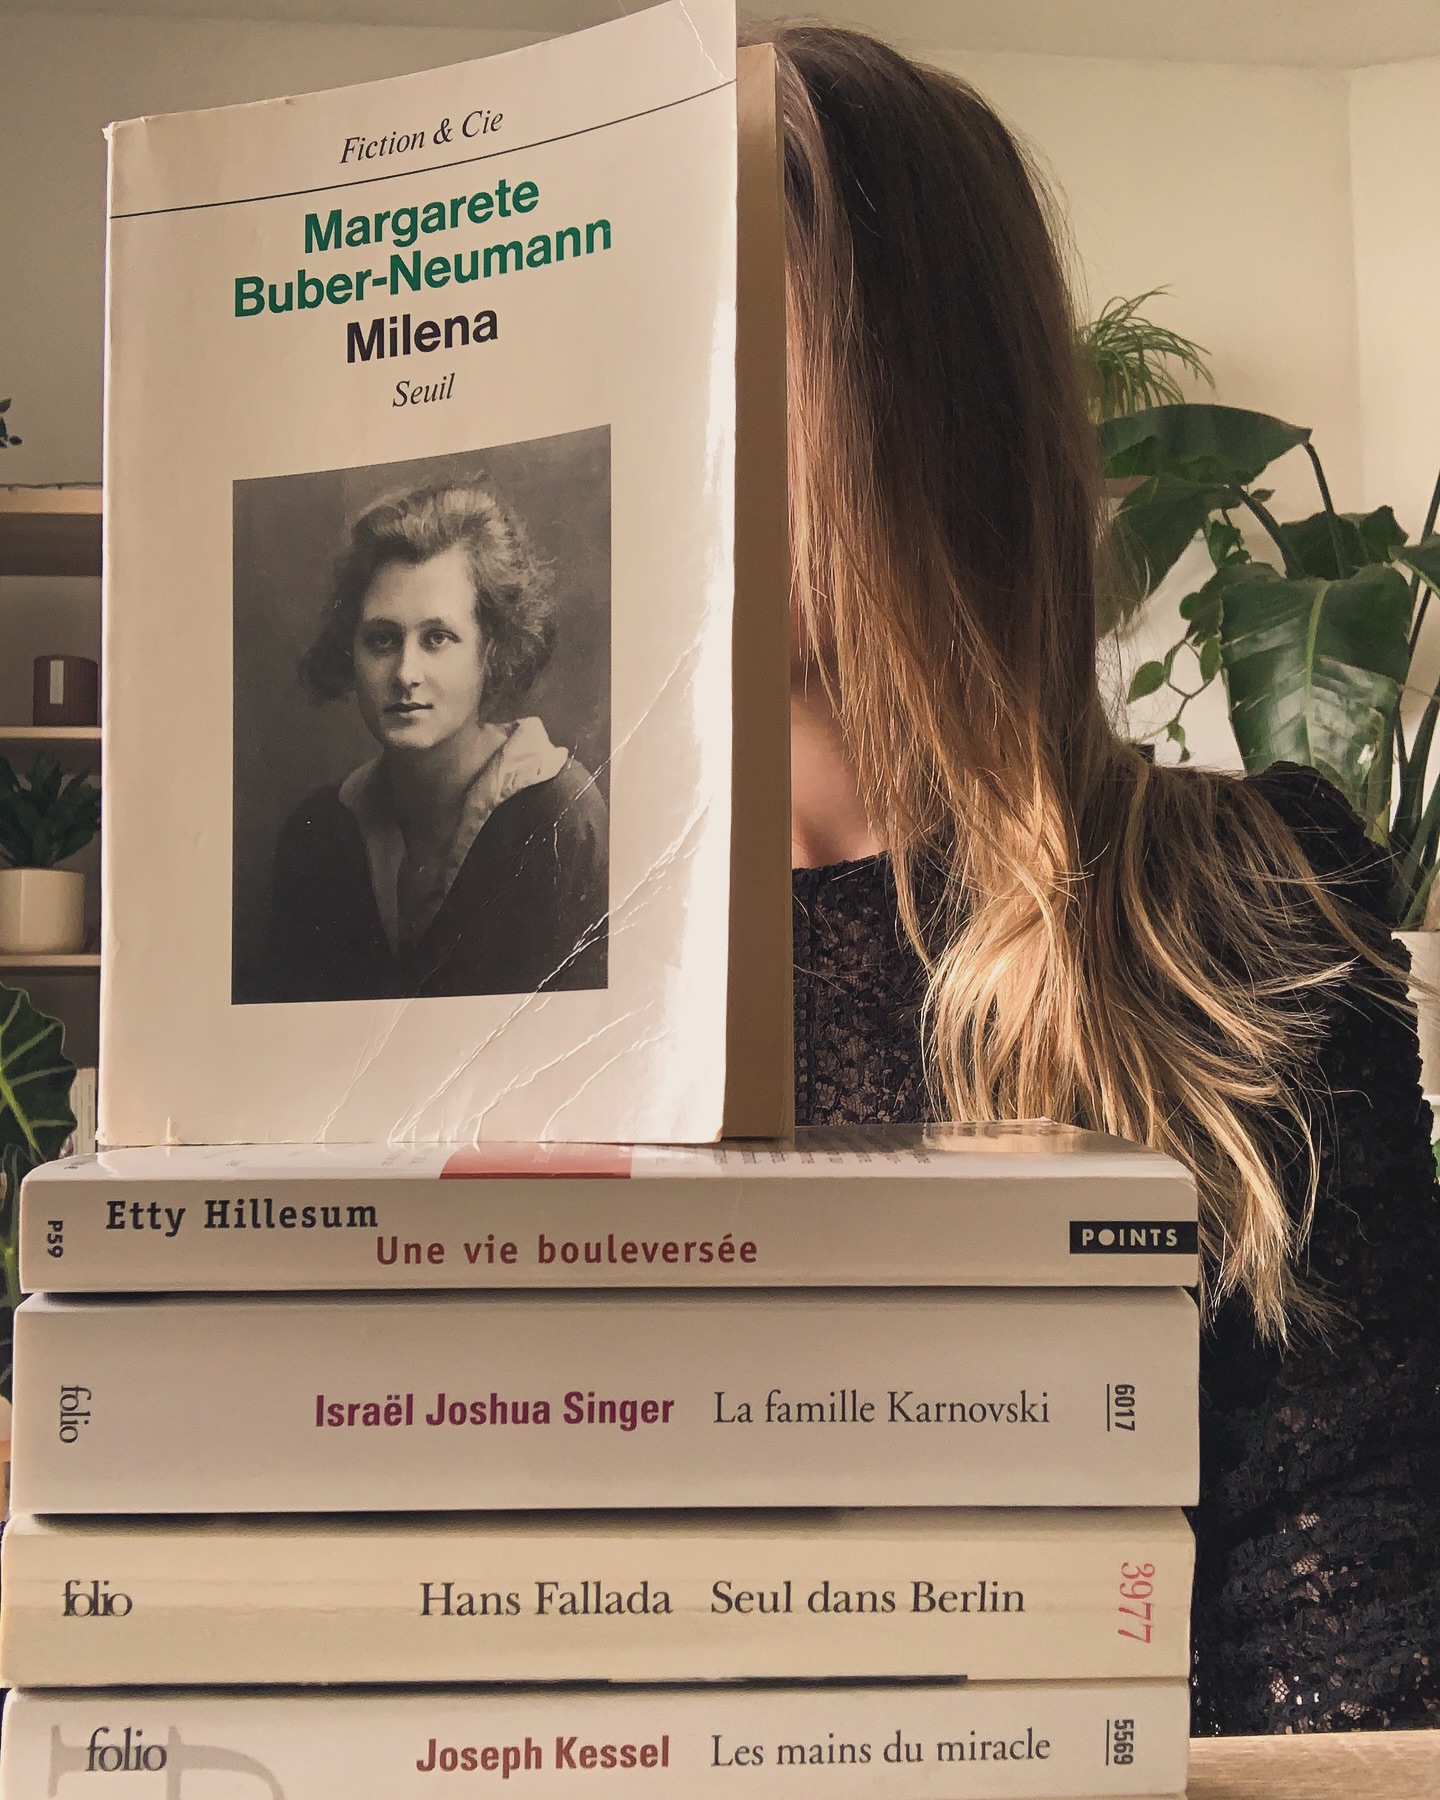 Fiction & Cie
Margarete
Buber-Neumann
Milena
Seuil
P59
Etty Hillesum
Une vie bouleversée
POINTS
folio
Israël Joshua Singer La famille Karnovski
6017
folio
Hans Fallada Seul dans Berlin
3977
folio
Joseph Kessel Les mains du miracle
5569